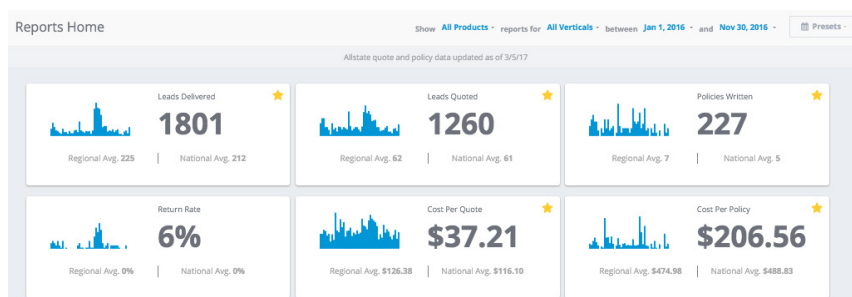 Reports Home
Show All Products - reports for All Verticals - between Jan 1, 2016 - and Nov 30, 2016 - Presets -
Allstate quote and policy data updated as of 3/5/17
Leads Delivered
1801
Regional Avg. 225 | National Avg. 212
Leads Quoted
1260
Regional Avg. 62 | National Avg. 61
Policies Written
227
Regional Avg. 7 | National Avg. 5
Return Rate
6%
Regional Avg. 0% | National Avg. 0%
Cost Per Quote
$37.21
Regional Avg. $126.38 | National Avg. $116.10
Cost Per Policy
$206.56
Regional Avg. $474.98 | National Avg. $488.83